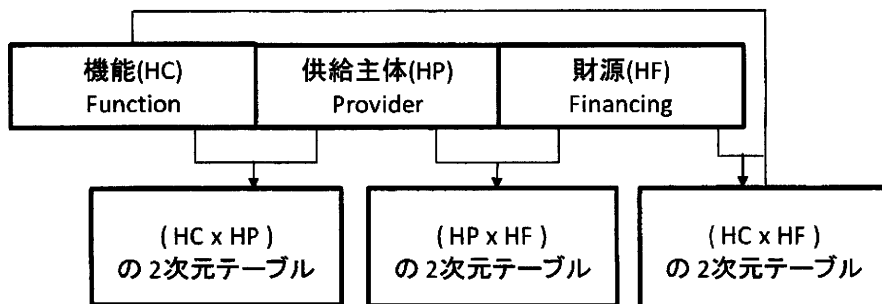 機能(HC)
Function
供給主体(HP)
Provider
財源(HF)
Financing
( HC x HP )
の 2次元テーブル
( HP x HF )
の 2次元テーブル
( HC x HF )
の 2次元テーブル